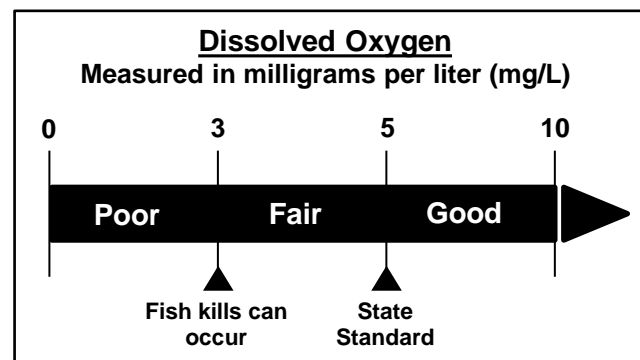 Dissolved Oxygen
Measured in milligrams per liter (mg/L)
0 3 5 10
Poor Fair Good
Fish kills can
occur
State
Standard